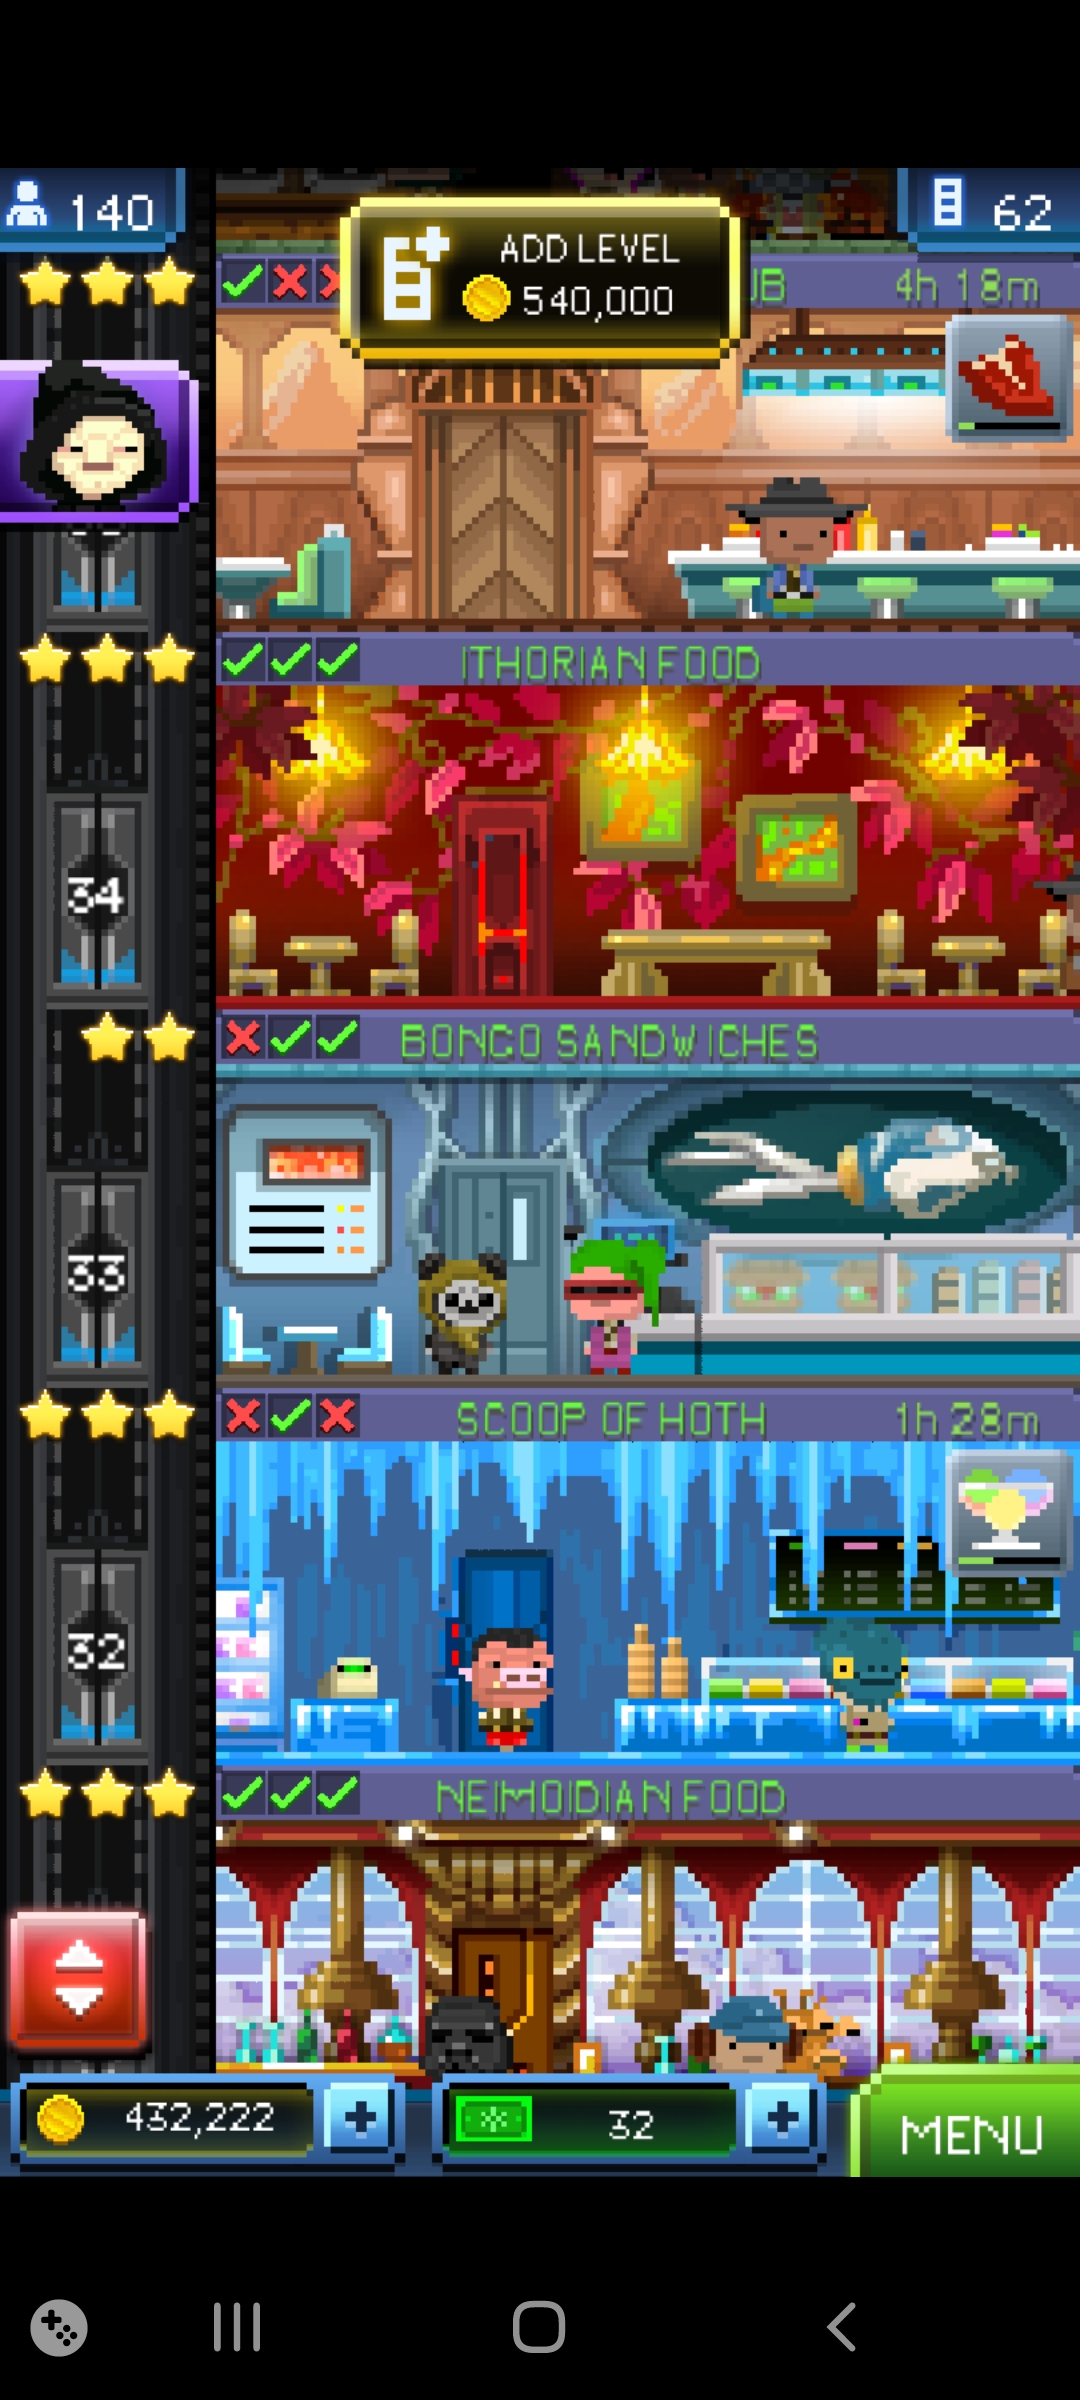 140
62
ADD LEVEL
540,000
UB
4h 18m
ITHORIAN FOOD
34
BONGO SANDWICHES
33
SCOOP OF HOTH
1h 28m
32
NEIMOIDIAN FOOD
432,222
32
MENU